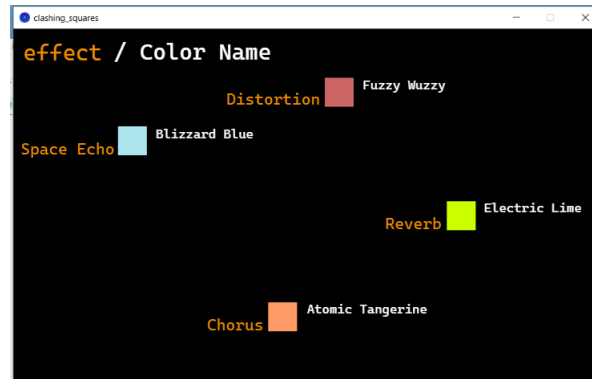 clashing_squares
effect / Color Name
Distortion Fuzzy Wuzzy
Space Echo Blizzard Blue
Reverb Electric Lime
Chorus Atomic Tangerine